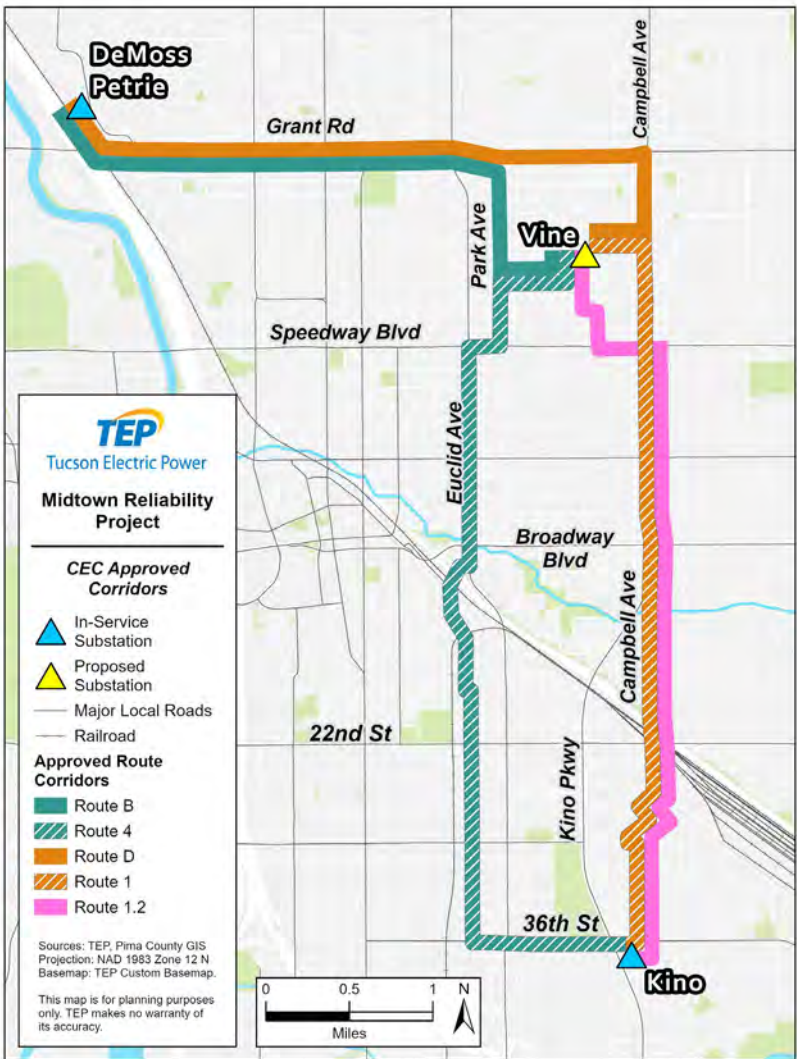 DeMoss
Petrie
Grant Rd
Campbell Ave
Park Ave
Vine
Speedway Blvd
Euclid Ave
Broadway
Blvd
Campbell Ave
22nd St
Kino Pkwy
36th St
Kino
TEP
Tucson Electric Power
Midtown Reliability
Project
CEC Approved
Corridors
In-Service
Substation
Proposed
Substation
Major Local Roads
Railroad
Approved Route
Corridors
Route B
Route 4
Route D
Route 1
Route 1.2
Sources: TEP, Pima County GIS
Projection: NAD 1983 Zone 12 N
Basemap: TEP Custom Basemap.
This map is for planning purposes
only. TEP makes no warranty of
its accuracy.
0 0.5 1
Miles
N